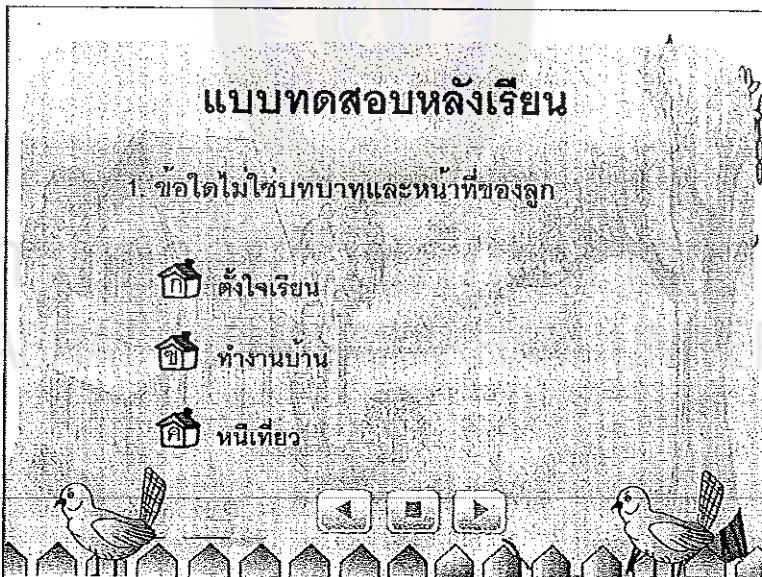 แบบทดสอบหลังเรียน
1. ข้อใดไม่ใช่บทบาทและหน้าที่ของลูก
ก ตั้งใจเรียน
ข ทำงานบ้าน
ค หนีเที่ยว